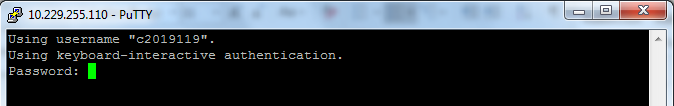 10.229.255.110 - PuTTY
Using username "c2019119".
Using keyboard-interactive authentication.
Password: